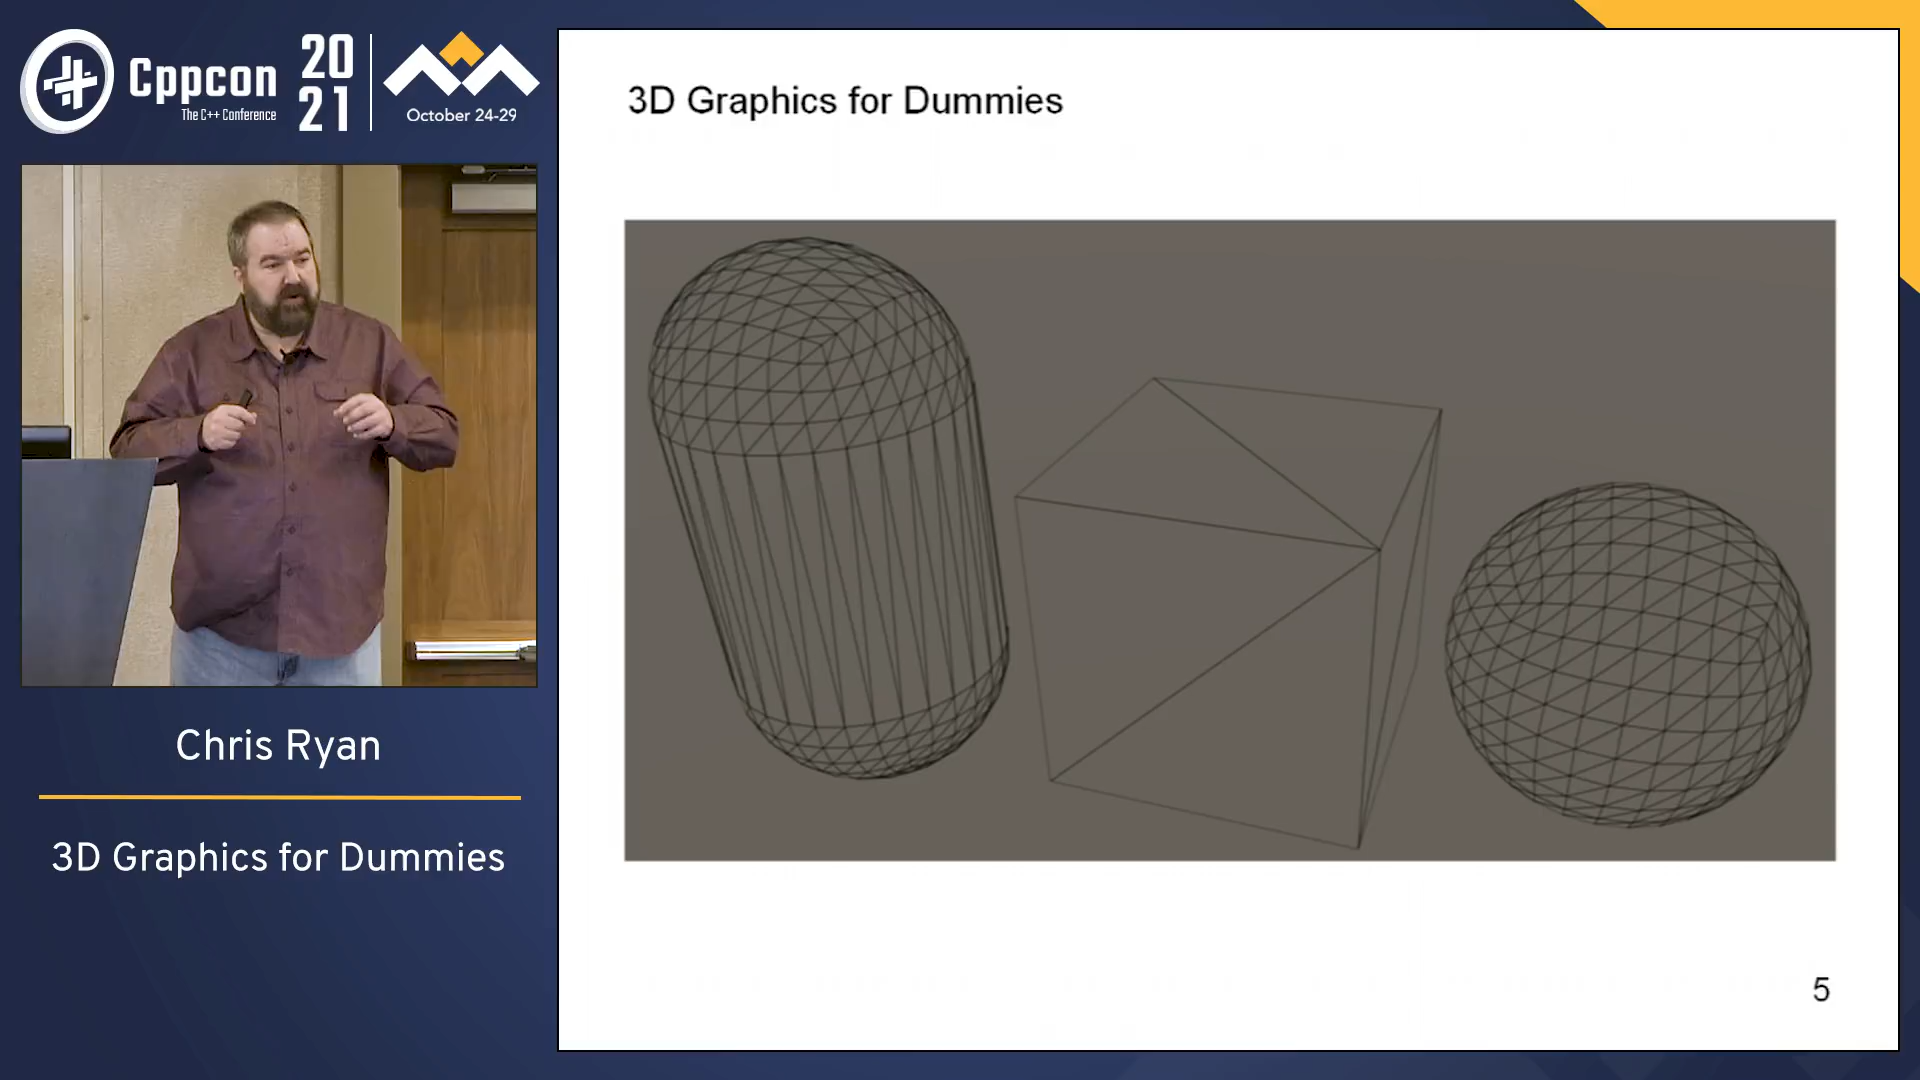 Cppcon
The C++ Conference
20
21
October 24-29
3D Graphics for Dummies
Chris Ryan
3D Graphics for Dummies
5